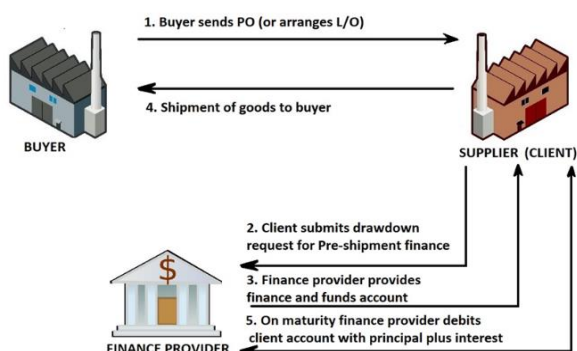 1. Buyer sends PO (or arranges L/O)
4. Shipment of goods to buyer
BUYER
SUPPLIER (CLIENT)
2. Client submits drawdown
request for Pre-shipment finance
$
3. Finance provider provides
finance and funds account
5. On maturity finance provider debits
client account with principal plus interest
FINANCE PROVIDER